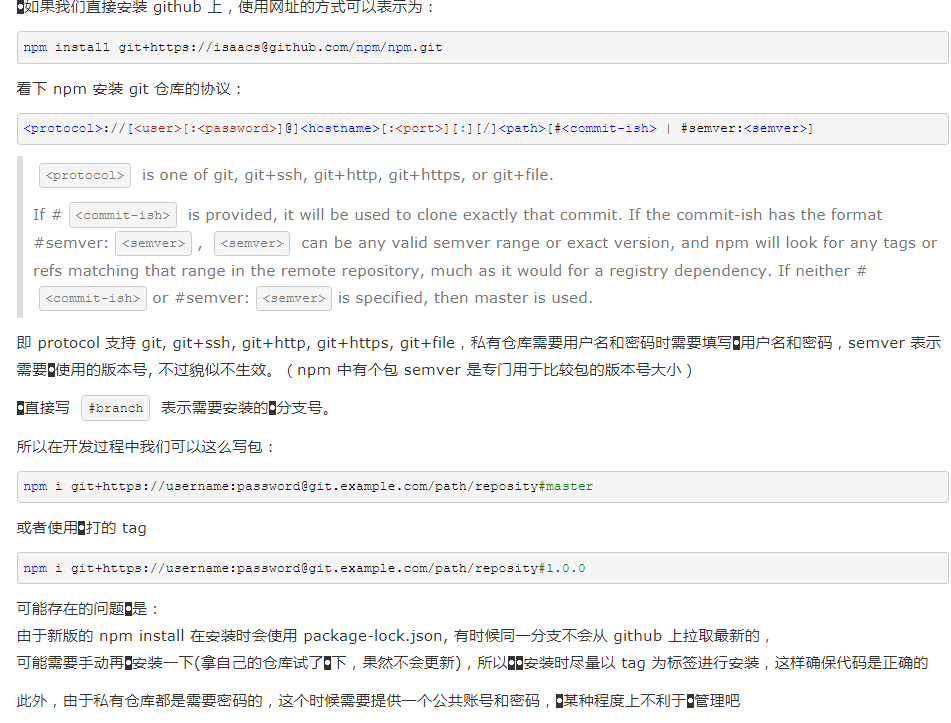 如果我们直接安装 github 上，使用网址的方式可以表示为：
npm install git+https://isaacs@github.com/npm/npm.git
看下 npm 安装 git 仓库的协议：
<protocol>://[<user>[:<password>]@]<hostname>[:<port>][:][/]<path>[#<commit-ish> | #semver:<semver>]
<protocol> is one of git, git+ssh, git+http, git+https, or git+file.
If # <commit-ish> is provided, it will be used to clone exactly that commit. If the commit-ish has the format
#semver: <semver> , <semver> can be any valid semver range or exact version, and npm will look for any tags or
refs matching that range in the remote repository, much as it would for a registry dependency. If neither #
<commit-ish> or #semver: <semver> is specified, then master is used.
即 protocol 支持 git, git+ssh, git+http, git+https, git+file，私有仓库需要用户名和密码时需要填写用户名和密码，semver 表示
需要使用的版本号, 不过貌似不生效。（npm 中有个包 semver 是专门用于比较包的版本号大小）
直接写 #branch 表示需要安装的分支号。
所以在开发过程中我们可以这么写包：
npm i git+https://username:password@git.example.com/path/reposity#master
或者使用打的 tag
npm i git+https://username:password@git.example.com/path/reposity#1.0.0
可能存在的问题是：
由于新版的 npm install 在安装时会使用 package-lock.json, 有时候同一分支不会从 github 上拉取最新的，
可能需要手动再安装一下(拿自己的仓库试了下，果然不会更新)，所以安装时尽量以 tag 为标签进行安装，这样确保代码是正确的
此外，由于私有仓库都是需要密码的，这个时候需要提供一个公共账号和密码，某种程度上不利于管理吧